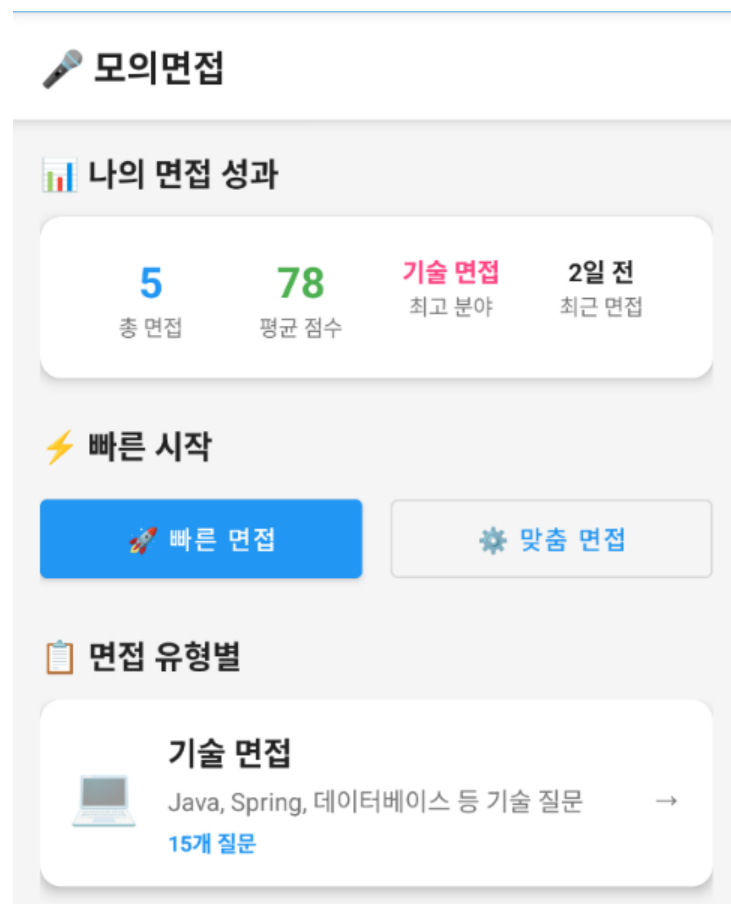 🎤 모의면접
📊 나의 면접 성과
5
총 면접
78
평균 점수
기술 면접
최고 분야
2일 전
최근 면접
⚡ 빠른 시작
🚀 빠른 면접
⚙️ 맞춤 면접
📋 면접 유형별
기술 면접
Java, Spring, 데이터베이스 등 기술 질문 →
15개 질문